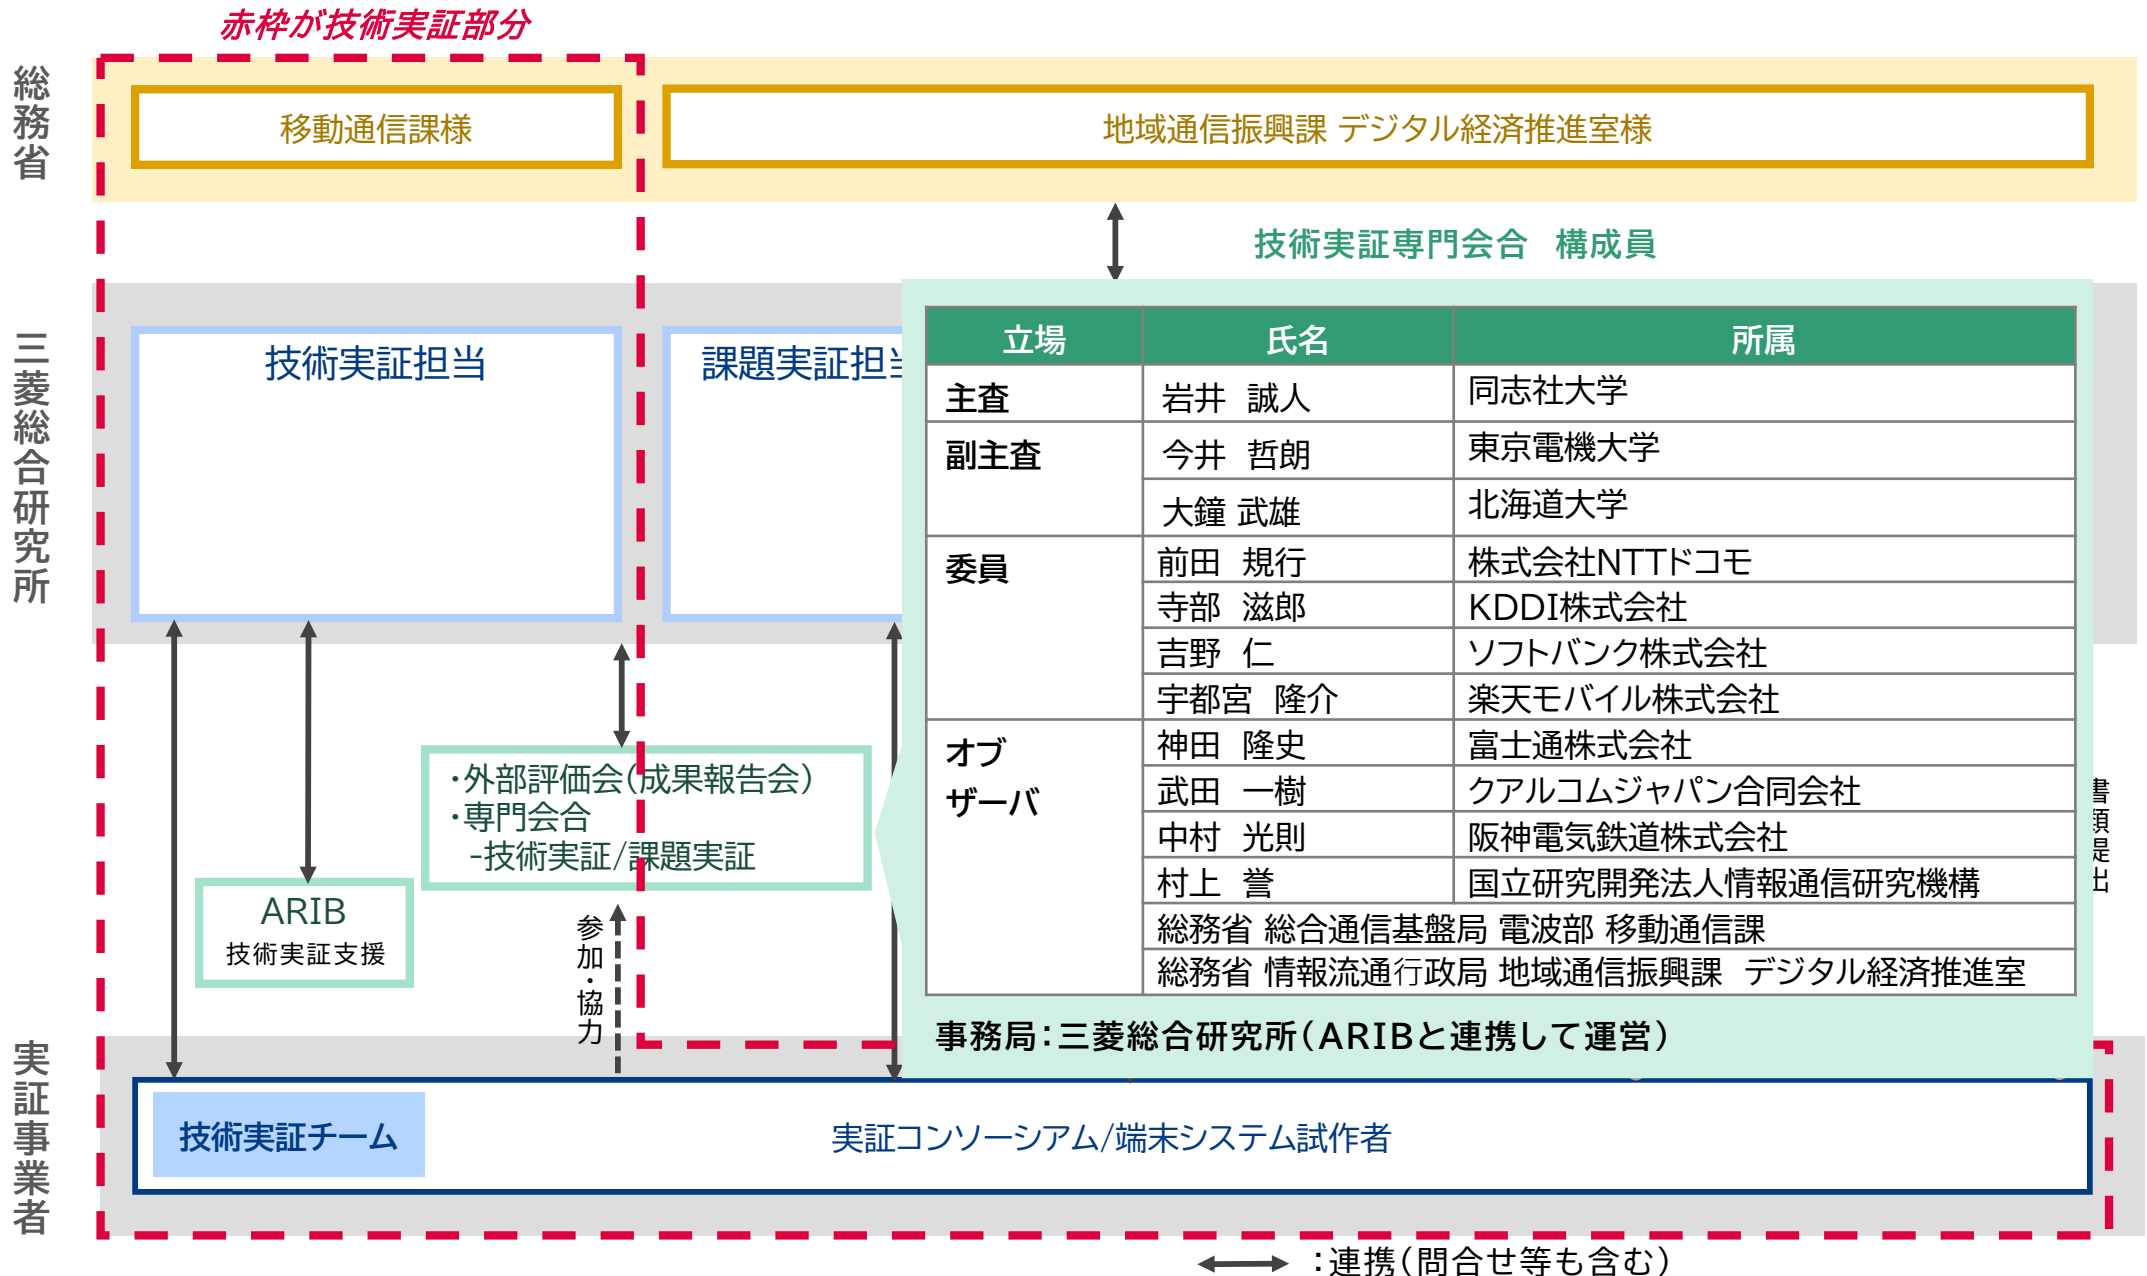 赤枠が技術実証部分
総務省
移動通信課様
地域通信振興課 デジタル経済推進室様
技術実証専門会合　構成員
三菱総合研究所
技術実証担当
課題実証担当
立場 氏名 所属
主査 岩井　誠人 同志社大学
副主査 今井　哲朗 東京電機大学
大鐘 武雄 北海道大学
委員 前田　規行 株式会社NTTドコモ
寺部　滋郎 KDDI株式会社
吉野　仁 ソフトバンク株式会社
宇都宮　隆介 楽天モバイル株式会社
オブ
ザーバ
神田　隆史 富士通株式会社
武田　一樹 クアルコムジャパン合同会社
中村　光則 阪神電気鉄道株式会社
村上　誉 国立研究開発法人情報通信研究機構
総務省 総合通信基盤局 電波部 移動通信課
総務省 情報流通行政局 地域通信振興課　デジタル経済推進室
事務局：三菱総合研究所（ARIBと連携して運営）
・外部評価会（成果報告会）
・専門会合
-技術実証/課題実証
ARIB
技術実証支援
参加・協力
書類提出
実証事業者
技術実証チーム
実証コンソーシアム/端末システム試作者
：連携（問合せ等も含む）